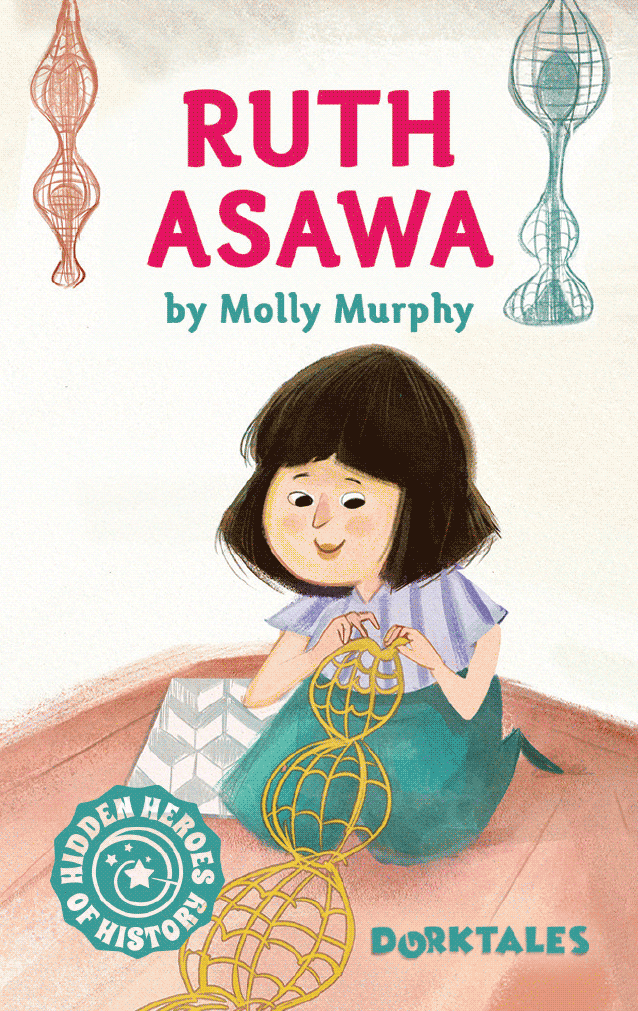 RUTH
ASAWA
by Molly Murphy
HIDDEN HEROES
OF HISTORY
DORKTALES